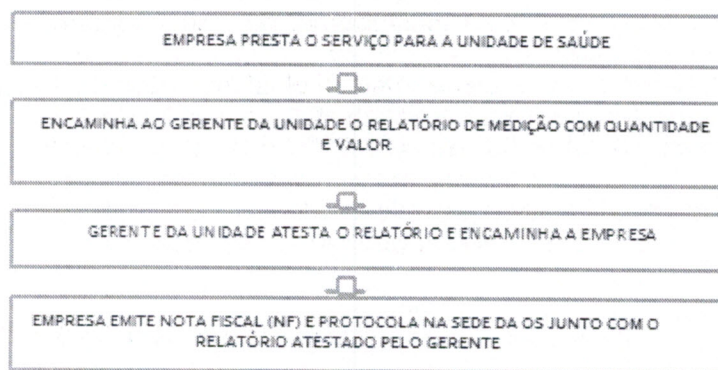 EMPRESA PRESTA O SERVIÇO PARA A UNIDADE DE SAÚDE
ENCAMINHA AO GERENTE DA UNIDADE O RELATÓRIO DE MEDIÇÃO COM QUANTIDADE
E VALOR
GERENTE DA UNIDADE ATESTA O RELATÓRIO E ENCAMINHA A EMPRESA
EMPRESA EMITE NOTA FISCAL (NF) E PROTOCOLA NA SEDE DA OS JUNTO COM O
RELATÓRIO ATESTADO PELO GERENTE